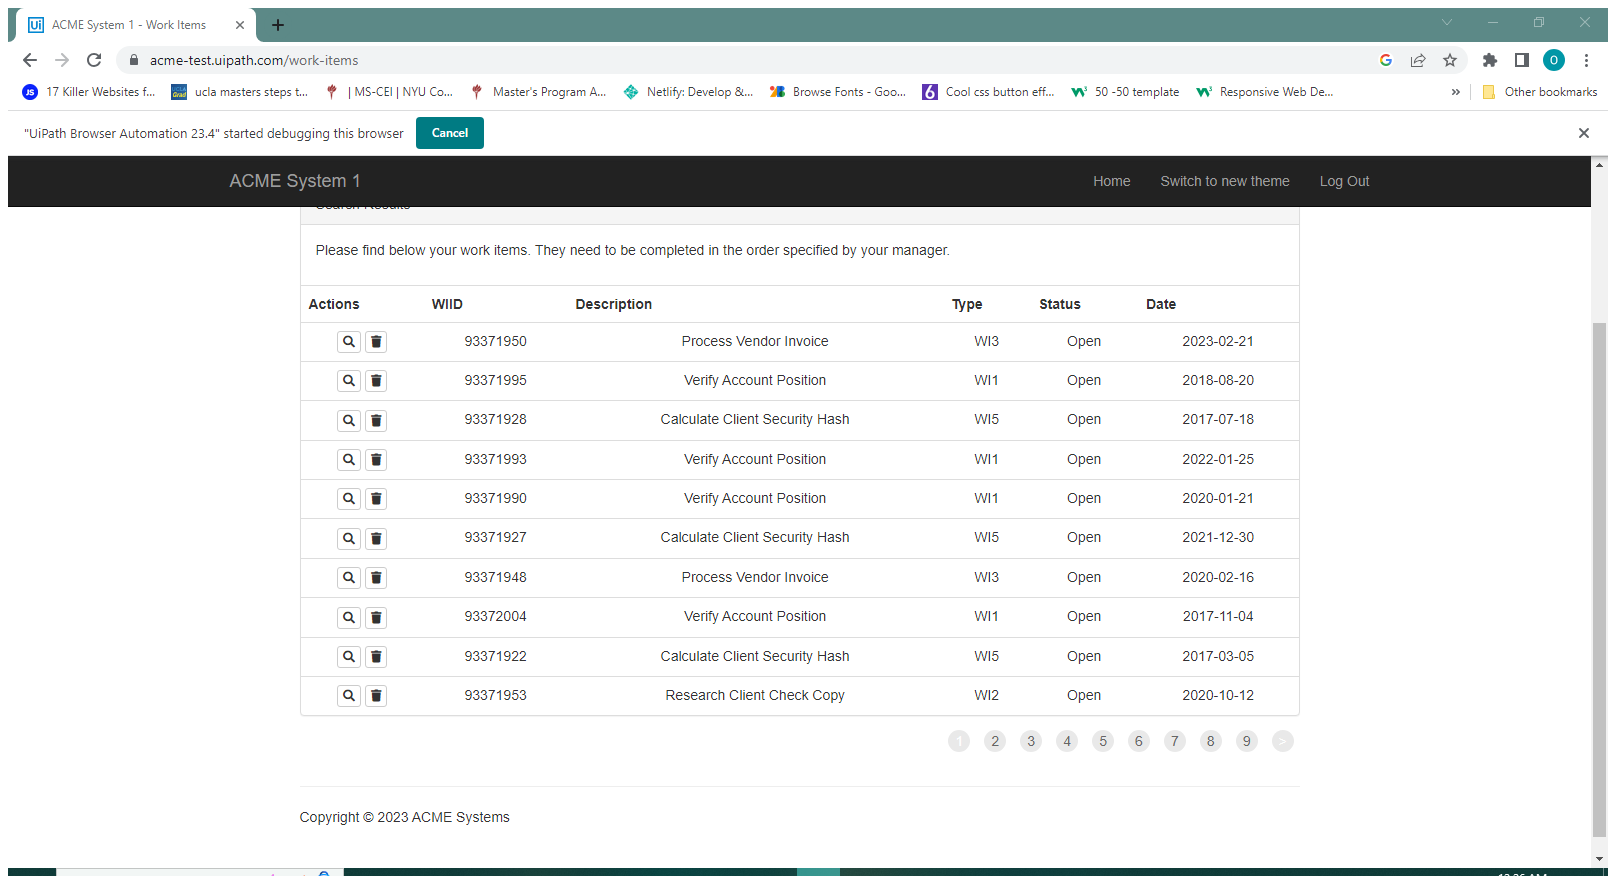 Ui ACME System 1 - Work Items
acme-test.uipath.com/work-items
O
JS 17 Killer Websites f... ucla masters steps t... | MS-CEI | NYU Co... Master's Program A... Netlify: Develop &... Browse Fonts - Goo... 6 Cool css button eff... 50 -50 template Responsive Web De... » Other bookmarks
"UiPath Browser Automation 23.4" started debugging this browser Cancel
ACME System 1 Home Switch to new theme Log Out
Search Results
Please find below your work items. They need to be completed in the order specified by your manager.
Actions WIID Description Type Status Date
93371950 Process Vendor Invoice WI3 Open 2023-02-21
93371995 Verify Account Position WI1 Open 2018-08-20
93371928 Calculate Client Security Hash WI5 Open 2017-07-18
93371993 Verify Account Position WI1 Open 2022-01-25
93371990 Verify Account Position WI1 Open 2020-01-21
93371927 Calculate Client Security Hash WI5 Open 2021-12-30
93371948 Process Vendor Invoice WI3 Open 2020-02-16
93372004 Verify Account Position WI1 Open 2017-11-04
93371922 Calculate Client Security Hash WI5 Open 2017-03-05
93371953 Research Client Check Copy WI2 Open 2020-10-12
1 2 3 4 5 6 7 8 9 >
Copyright © 2023 ACME Systems